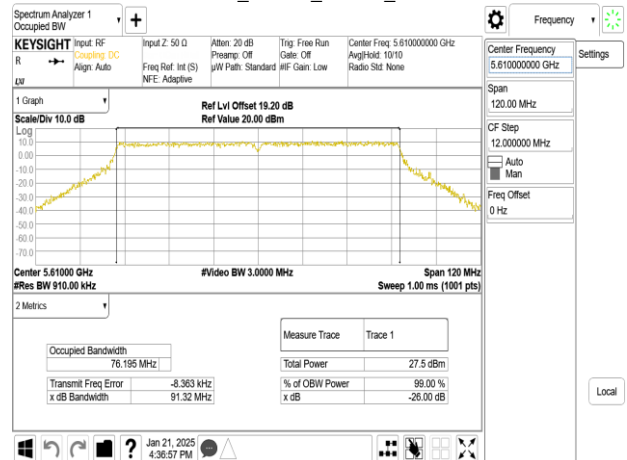 Spectrum Analyzer 1
Occupied BW
Frequency
KEYSIGHT
R
LXI
Input: RF
Coupling: DC
Align: Auto
Input Z: 50 Ω
Freq Ref: Int (S)
NFE: Adaptive
Atten: 20 dB
Preamp: Off
µW Path: Standard
Trig: Free Run
Gate: Off
#IF Gain: Low
Center Freq: 5.610000000 GHz
Avg|Hold: 10/10
Radio Std: None
Center Frequency
5.610000000 GHz
Settings
Span
120.00 MHz
CF Step
12.000000 MHz
Auto
Man
Freq Offset
0 Hz
Local
1 Graph
Scale/Div 10.0 dB
Ref Lvl Offset 19.20 dB
Ref Value 20.00 dBm
Log
10.0
0.00
-10.0
-20.0
-30.0
-40.0
-50.0
-60.0
-70.0
Center 5.61000 GHz
#Video BW 3.0000 MHz
Span 120 MHz
#Res BW 910.00 kHz
Sweep 1.00 ms (1001 pts)
2 Metrics
Measure Trace Trace 1
Occupied Bandwidth
76.195 MHz
Total Power 27.5 dBm
Transmit Freq Error -8.363 kHz
% of OBW Power 99.00 %
x dB Bandwidth 91.32 MHz
x dB -26.00 dB
?
Jan 21, 2025
4:36:57 PM